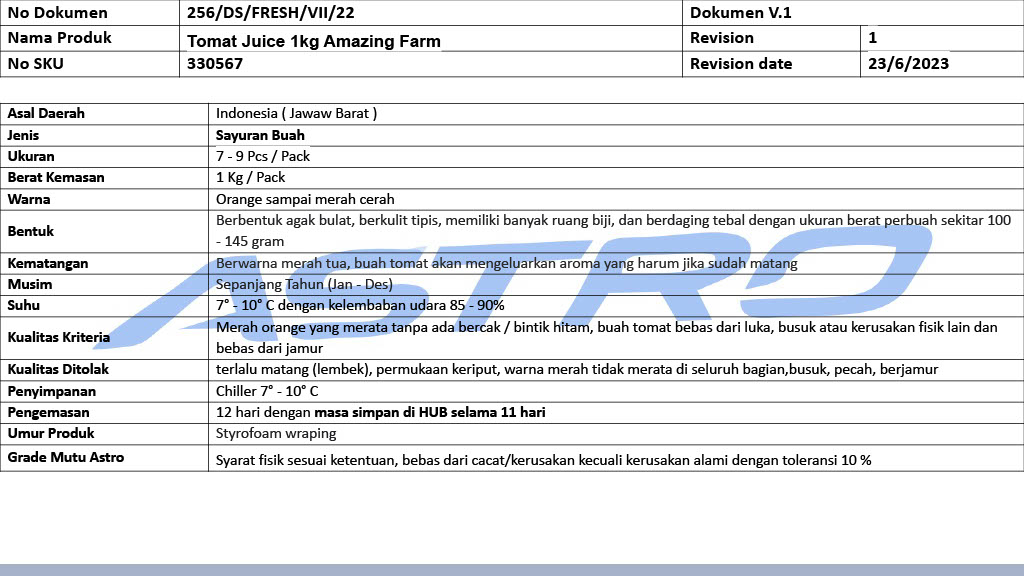 No Dokumen 256/DS/FRESH/VII/22 Dokumen V.1
Nama Produk Tomat Juice 1kg Amazing Farm Revision 1
No SKU 330567 Revision date 23/6/2023
Asal Daerah Indonesia ( Jawaw Barat )
Jenis Sayuran Buah
Ukuran 7 - 9 Pcs / Pack
Berat Kemasan 1 Kg / Pack
Warna Orange sampai merah cerah
Bentuk Berbentuk agak bulat, berkulit tipis, memiliki banyak ruang biji, dan berdaging tebal dengan ukuran berat perbuah sekitar 100
- 145 gram
Kematangan Berwarna merah tua, buah tomat akan mengeluarkan aroma yang harum jika sudah matang
Musim Sepanjang Tahun (Jan - Des)
Suhu 7° - 10° C dengan kelembaban udara 85 - 90%
Kualitas Kriteria Merah orange yang merata tanpa ada bercak / bintik hitam, buah tomat bebas dari luka, busuk atau kerusakan fisik lain dan
bebas dari jamur
Kualitas Ditolak terlalu matang (lembek), permukaan keriput, warna merah tidak merata di seluruh bagian,busuk, pecah, berjamur
Penyimpanan Chiller 7° - 10° C
Pengemasan 12 hari dengan masa simpan di HUB selama 11 hari
Umur Produk Styrofoam wraping
Grade Mutu Astro Syarat fisik sesuai ketentuan, bebas dari cacat/kerusakan kecuali kerusakan alami dengan toleransi 10 %
ASTRO